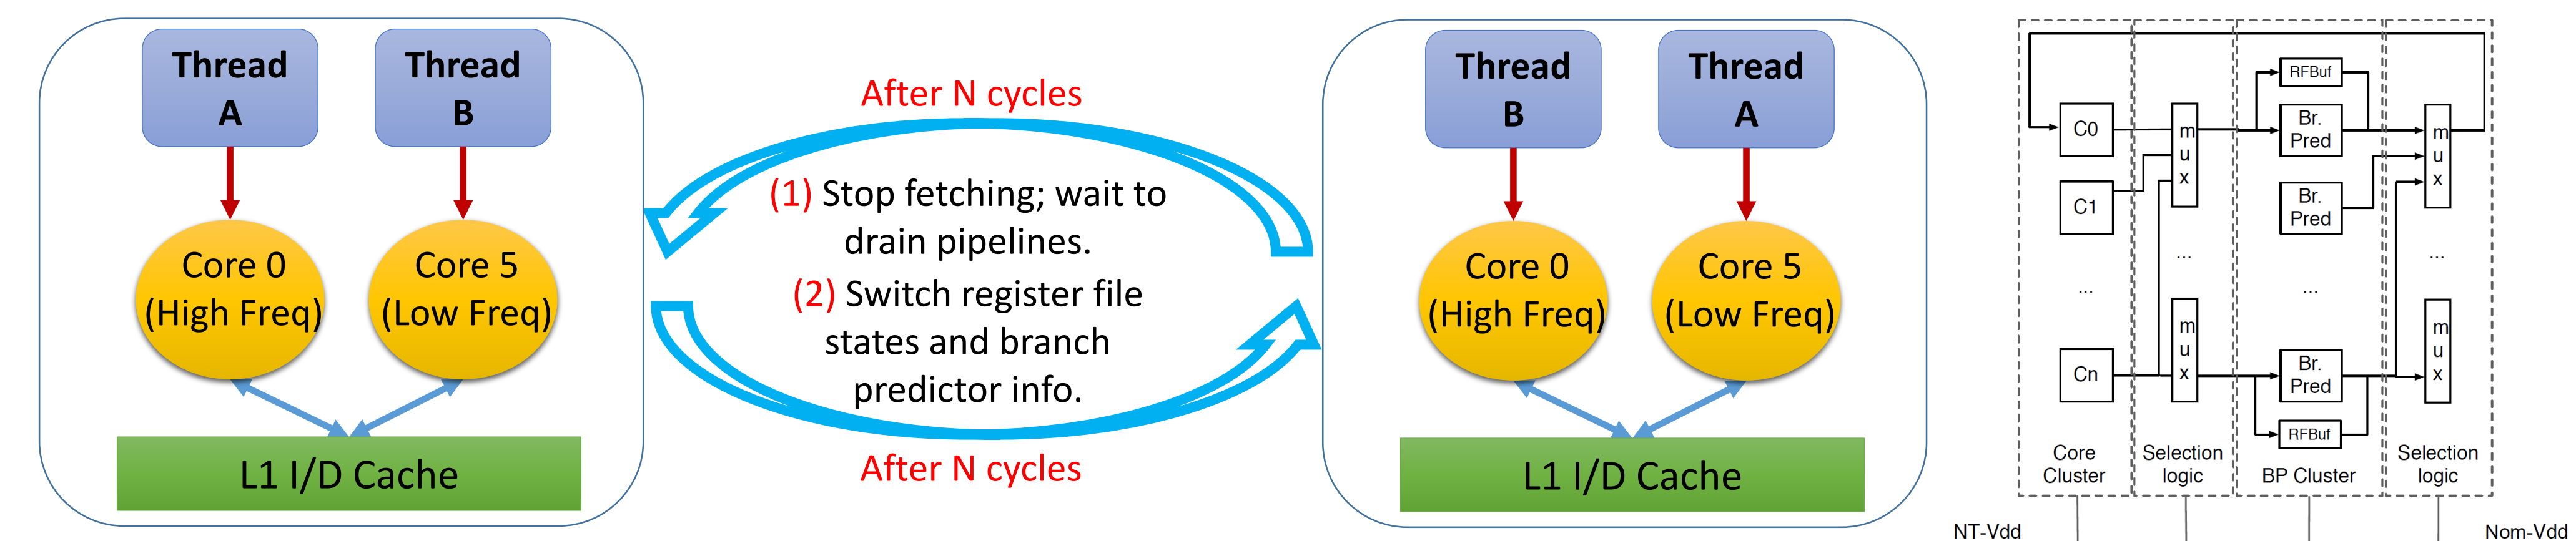 Thread
A
Thread
B
Core 0
(High Freq)
Core 5
(Low Freq)
L1 I/D Cache
After N cycles
(1) Stop fetching; wait to
drain pipelines.
(2) Switch register file
states and branch
predictor info.
After N cycles
Thread
B
Thread
A
Core 0
(High Freq)
Core 5
(Low Freq)
L1 I/D Cache
C0
C1
...
Cn
Core
Cluster
m
u
x
...
m
u
x
Selection
logic
RFBuf
Br.
Pred
Br.
Pred
...
Br.
Pred
RFBuf
BP Cluster
m
u
x
...
m
u
x
Selection
logic
NT-Vdd
Nom-Vdd